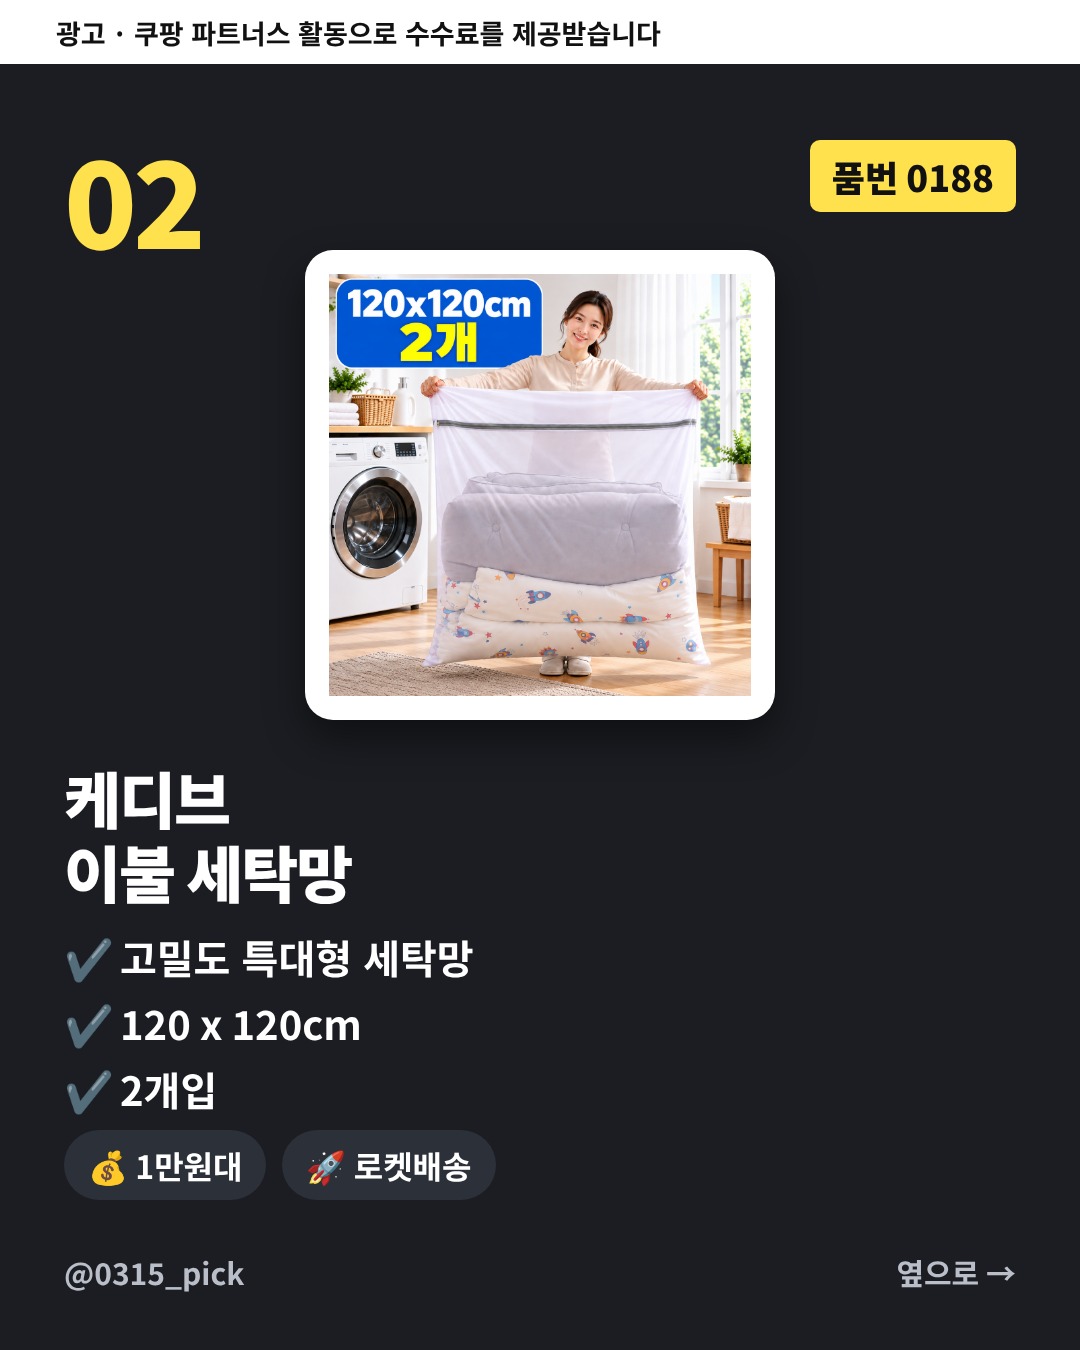 광고 · 쿠팡 파트너스 활동으로 수수료를 제공받습니다
02
품번 0188
120x120cm
2개
케디브
이불 세탁망
✔️ 고밀도 특대형 세탁망
✔️ 120 x 120cm
✔️ 2개입
💰 1만원대
🚀 로켓배송
@0315_pick
옆으로 →